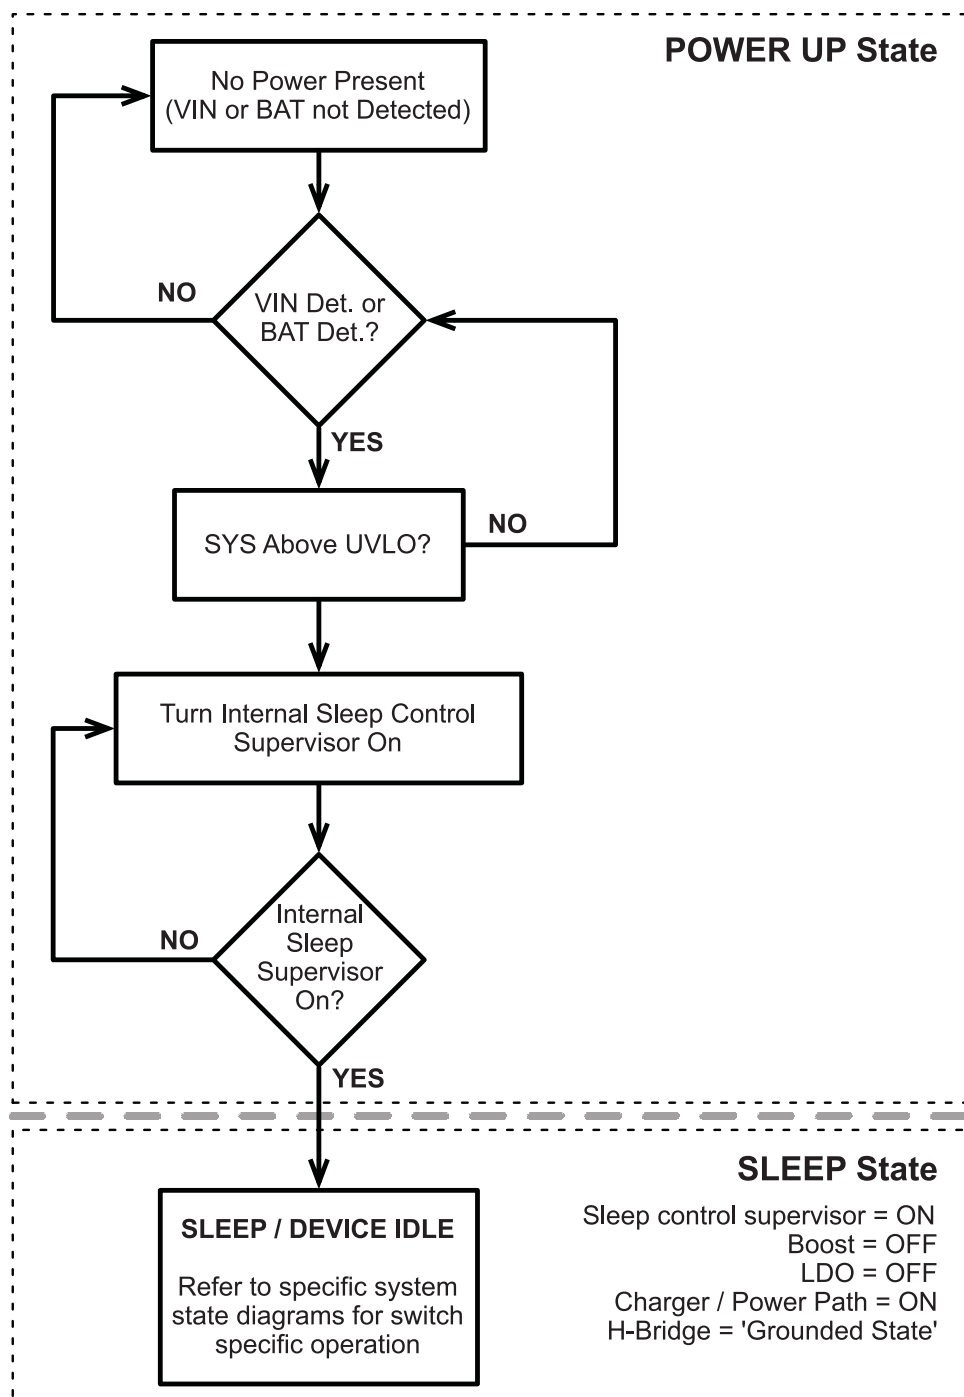 POWER UP State
No Power Present
(VIN or BAT not Detected)
NO
VIN Det. or
BAT Det.?
YES
SYS Above UVLO?
NO
Turn Internal Sleep Control
Supervisor On
NO
Internal
Sleep
Supervisor
On?
YES
SLEEP State
SLEEP / DEVICE IDLE
Refer to specific system
state diagrams for switch
specific operation
Sleep control supervisor = ON
Boost = OFF
LDO = OFF
Charger / Power Path = ON
H-Bridge = 'Grounded State'